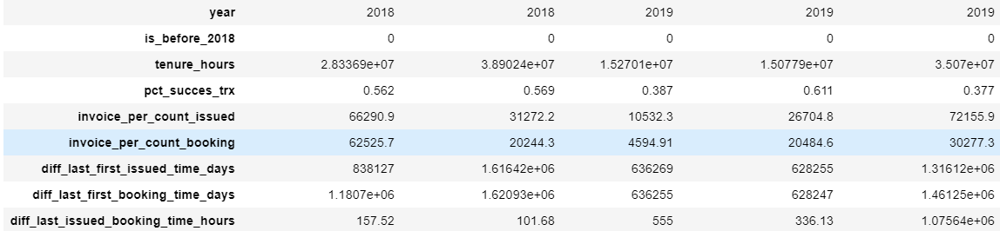 year 2018 2018 2019 2019 2019
is_before_2018 0 0 0 0 0
tenure_hours 2.83369e+07 3.89024e+07 1.52701e+07 1.50779e+07 3.507e+07
pct_succes_trx 0.562 0.569 0.387 0.611 0.377
invoice_per_count_issued 66290.9 31272.2 10532.3 26704.8 72155.9
invoice_per_count_booking 62525.7 20244.3 4594.91 20484.6 30277.3
diff_last_first_issued_time_days 838127 1.61642e+06 636269 628255 1.31612e+06
diff_last_first_booking_time_days 1.1807e+06 1.62093e+06 636255 628247 1.46125e+06
diff_last_issued_booking_time_hours 157.52 101.68 555 336.13 1.07564e+06